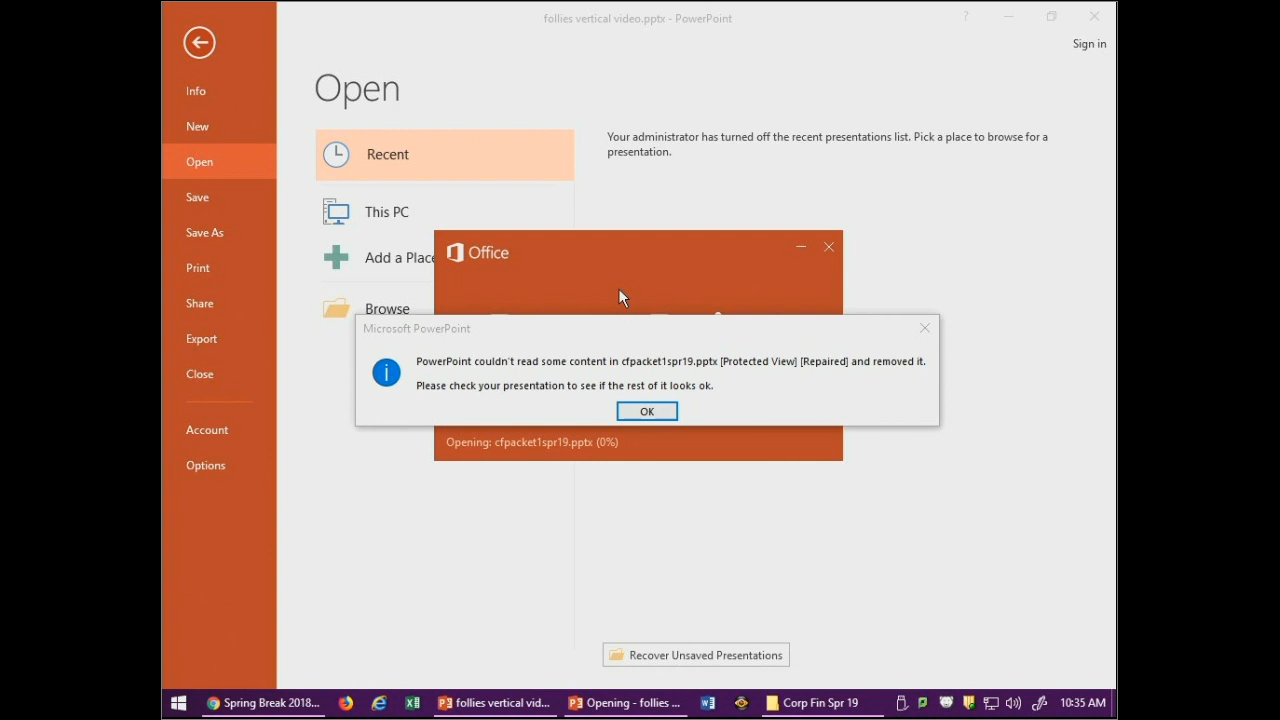 follies vertical video.pptx - PowerPoint
?
Sign in
Info
New
Open
Save
Save As
Print
Share
Export
Close
Account
Options
Open
Recent
This PC
Add a Place
Browse
Your administrator has turned off the recent presentations list. Pick a place to browse for a
presentation.
Office
Microsoft PowerPoint
PowerPoint couldn't read some content in cfpacket1spr19.pptx [Protected View] [Repaired] and removed it.
Please check your presentation to see if the rest of it looks ok.
OK
Opening: cfpacket1spr19.pptx (0%)
Recover Unsaved Presentations
Spring Break 2018...
follies vertical vid...
Opening - follies ...
Corp Fin Spr 19
10:35 AM